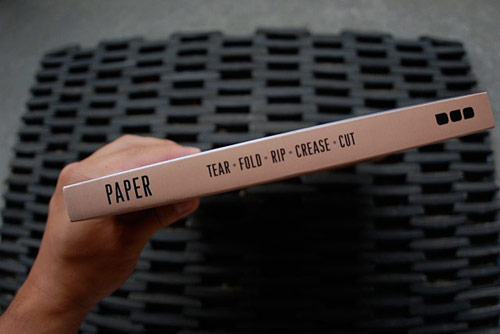 PAPER TEAR + FOLD + RIP + CREASE + CUT